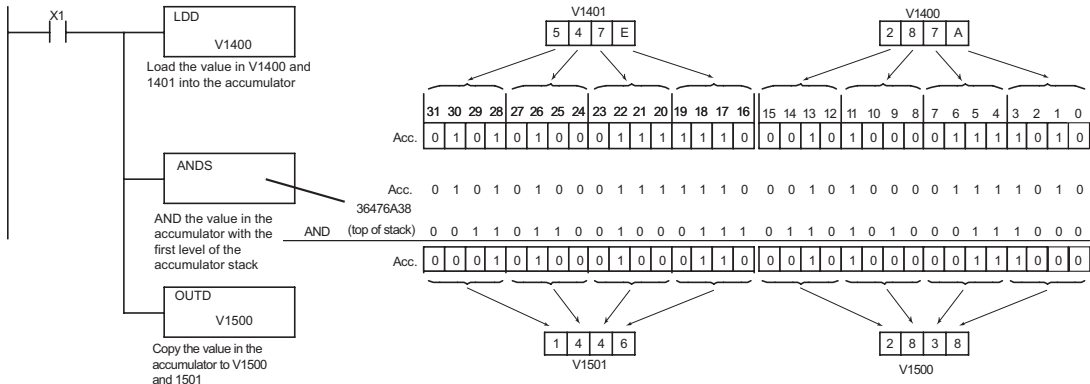 X1
LDD
V1400
Load the value in V1400 and
1401 into the accumulator
V1401
5 4 7 E
V1400
2 8 7 A
31 30 29 28 27 26 25 24 23 22 21 20 19 18 17 16 15 14 13 12 11 10 9 8 7 6 5 4 3 2 1 0
Acc. 0 1 0 1 0 1 0 0 0 1 1 1 1 1 1 0 0 0 1 0 1 0 0 0 0 1 1 1 1 0 1 0
ANDS
AND the value in the
accumulator with the
first level of the
accumulator stack
Acc. 0 1 0 1 0 1 0 0 0 1 1 1 1 1 1 0 0 0 1 0 1 0 0 0 0 1 1 1 1 0 1 0
36476A38
AND (top of stack) 0 0 1 1 0 1 1 0 0 1 0 0 0 1 1 1 0 1 1 0 1 0 1 0 0 0 1 1 1 0 0 0
Acc. 0 0 0 1 0 1 0 0 0 1 0 0 0 1 1 0 0 0 1 0 1 0 0 0 0 0 1 1 1 0 0 0
OUTD
V1500
Copy the value in the
accumulator to V1500
and 1501
1 4 4 6
V1501
2 8 3 8
V1500